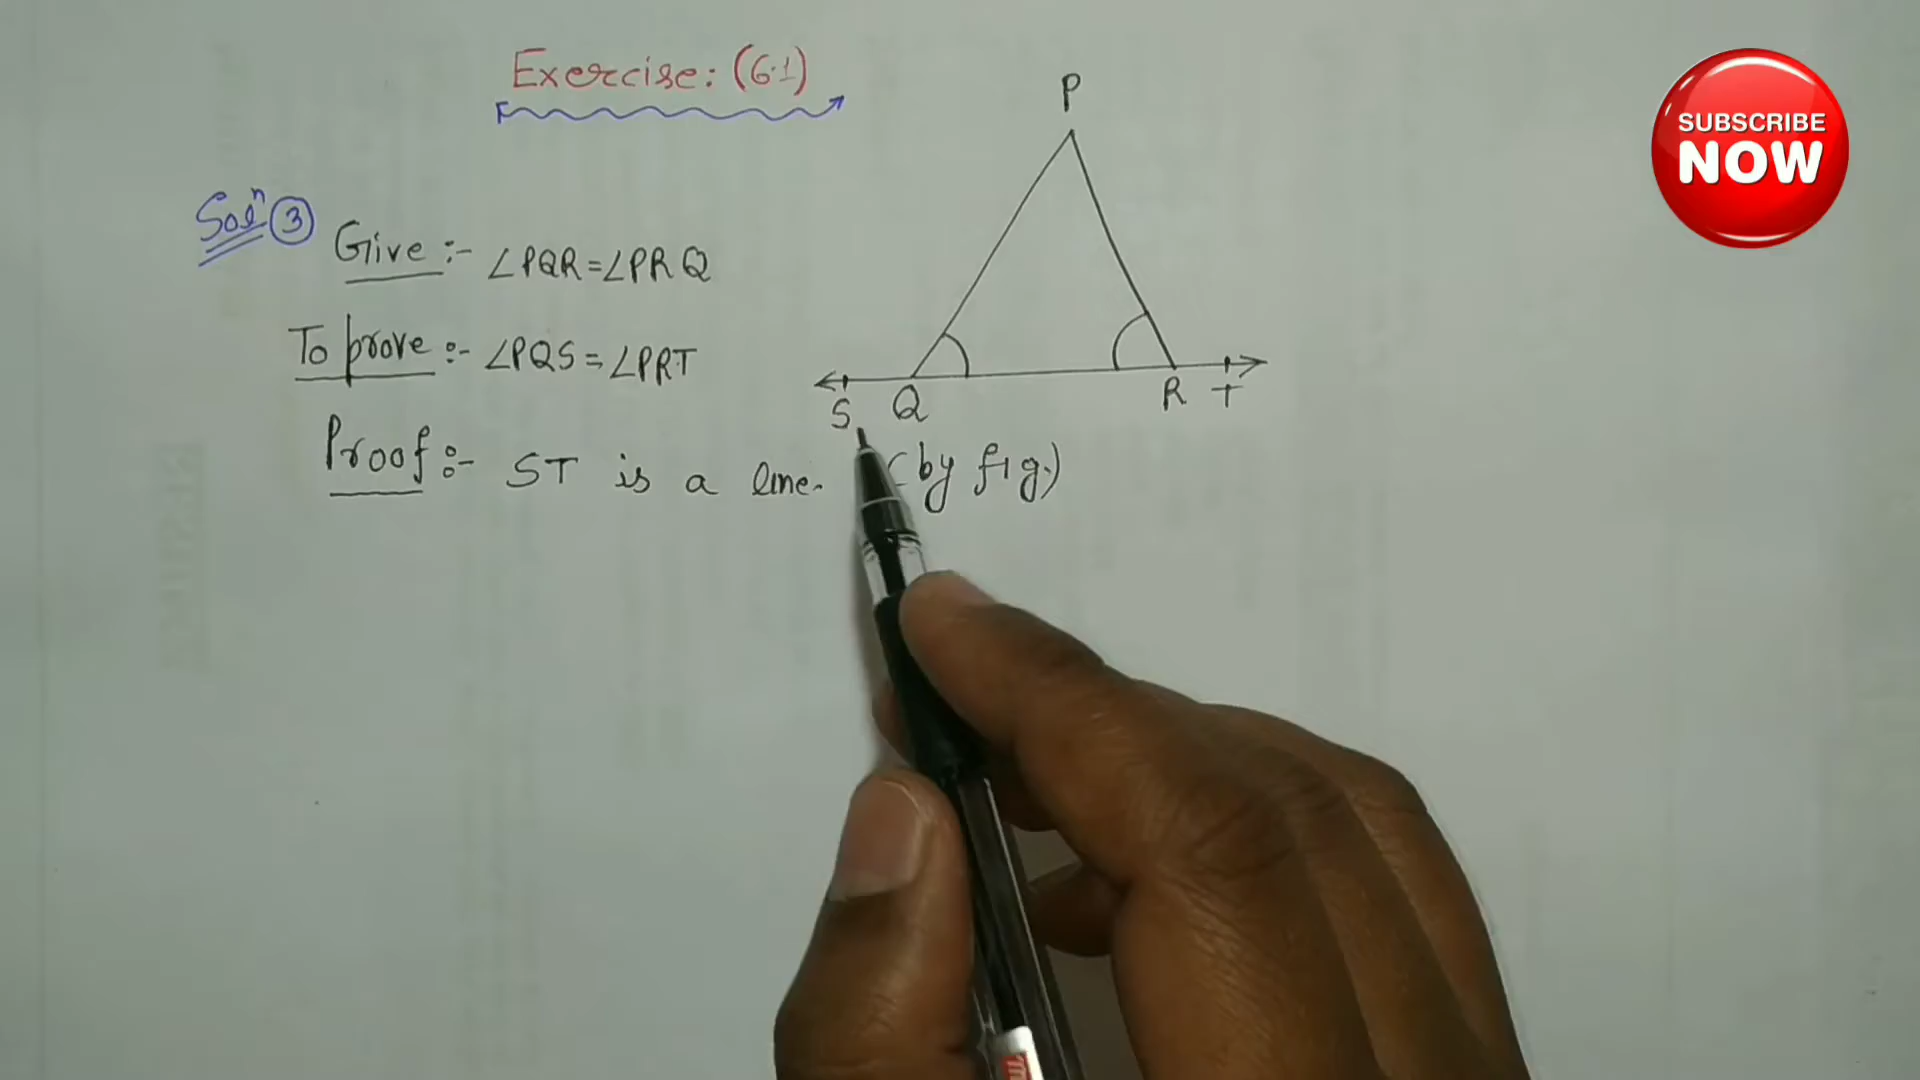 Exercise: (6.1)
SUBSCRIBE
NOW
P
Solⁿ ③
Give :- ∠PQR=∠PRQ
To prove :- ∠PQS=∠PRT
S Q R T
Proof :- ST is a line. (by fig.)